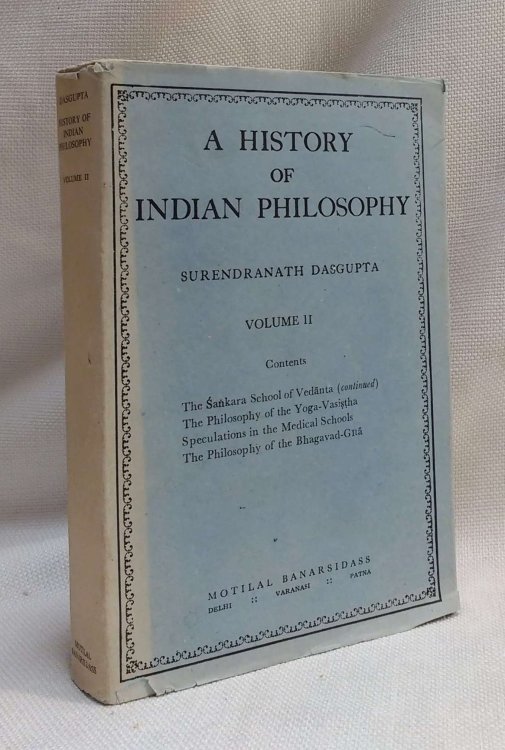 DASGUPTA
HISTORY OF
INDIAN
PHILOSOPHY
VOLUME II
MOTILAL
BANARSIDASS
A HISTORY
OF
INDIAN PHILOSOPHY
SURENDRANATH DASGUPTA
VOLUME II
Contents
The Śaṅkara School of Vedānta (continued)
The Philosophy of the Yoga-Vasiṣṭha
Speculations in the Medical Schools
The Philosophy of the Bhagavad-Gītā
MOTILAL BANARSIDASS
DELHI :: VARANASI :: PATNA